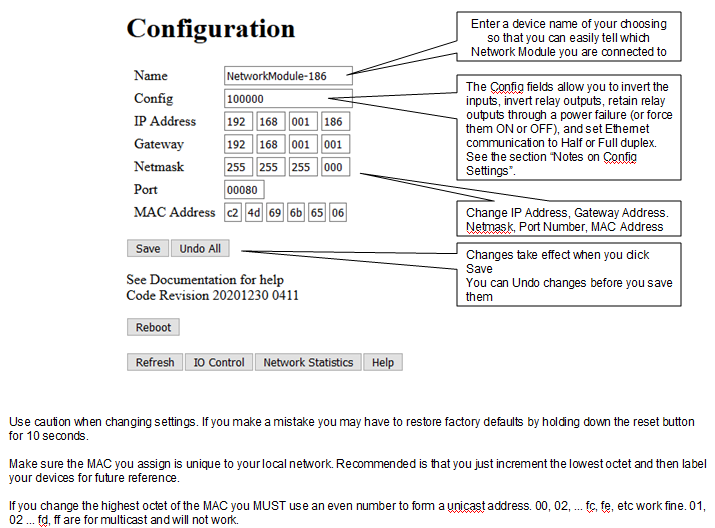 Configuration
Enter a device name of your choosing
so that you can easily tell which
Network Module you are connected to
Name NetworkModule-186
Config 100000
The Config fields allow you to invert the
inputs, invert relay outputs, retain relay
outputs through a power failure (or force
them ON or OFF), and set Ethernet
communication to Half or Full duplex.
See the section "Notes on Config
Settings".
IP Address 192 168 001 186
Gateway 192 168 001 001
Netmask 255 255 255 000
Port 00080
MAC Address c2 4d 69 6b 65 06
Change IP Address, Gateway Address.
Netmask, Port Number, MAC Address
Save Undo All
Changes take effect when you click
Save
You can Undo changes before you save
them
See Documentation for help
Code Revision 20201230 0411
Reboot
Refresh IO Control Network Statistics Help
Use caution when changing settings. If you make a mistake you may have to restore factory defaults by holding down the reset button
for 10 seconds.
Make sure the MAC you assign is unique to your local network. Recommended is that you just increment the lowest octet and then label
your devices for future reference.
If you change the highest octet of the MAC you MUST use an even number to form a unicast address. 00, 02, ... fc, fe, etc work fine. 01,
02 ... fd, ff are for multicast and will not work.